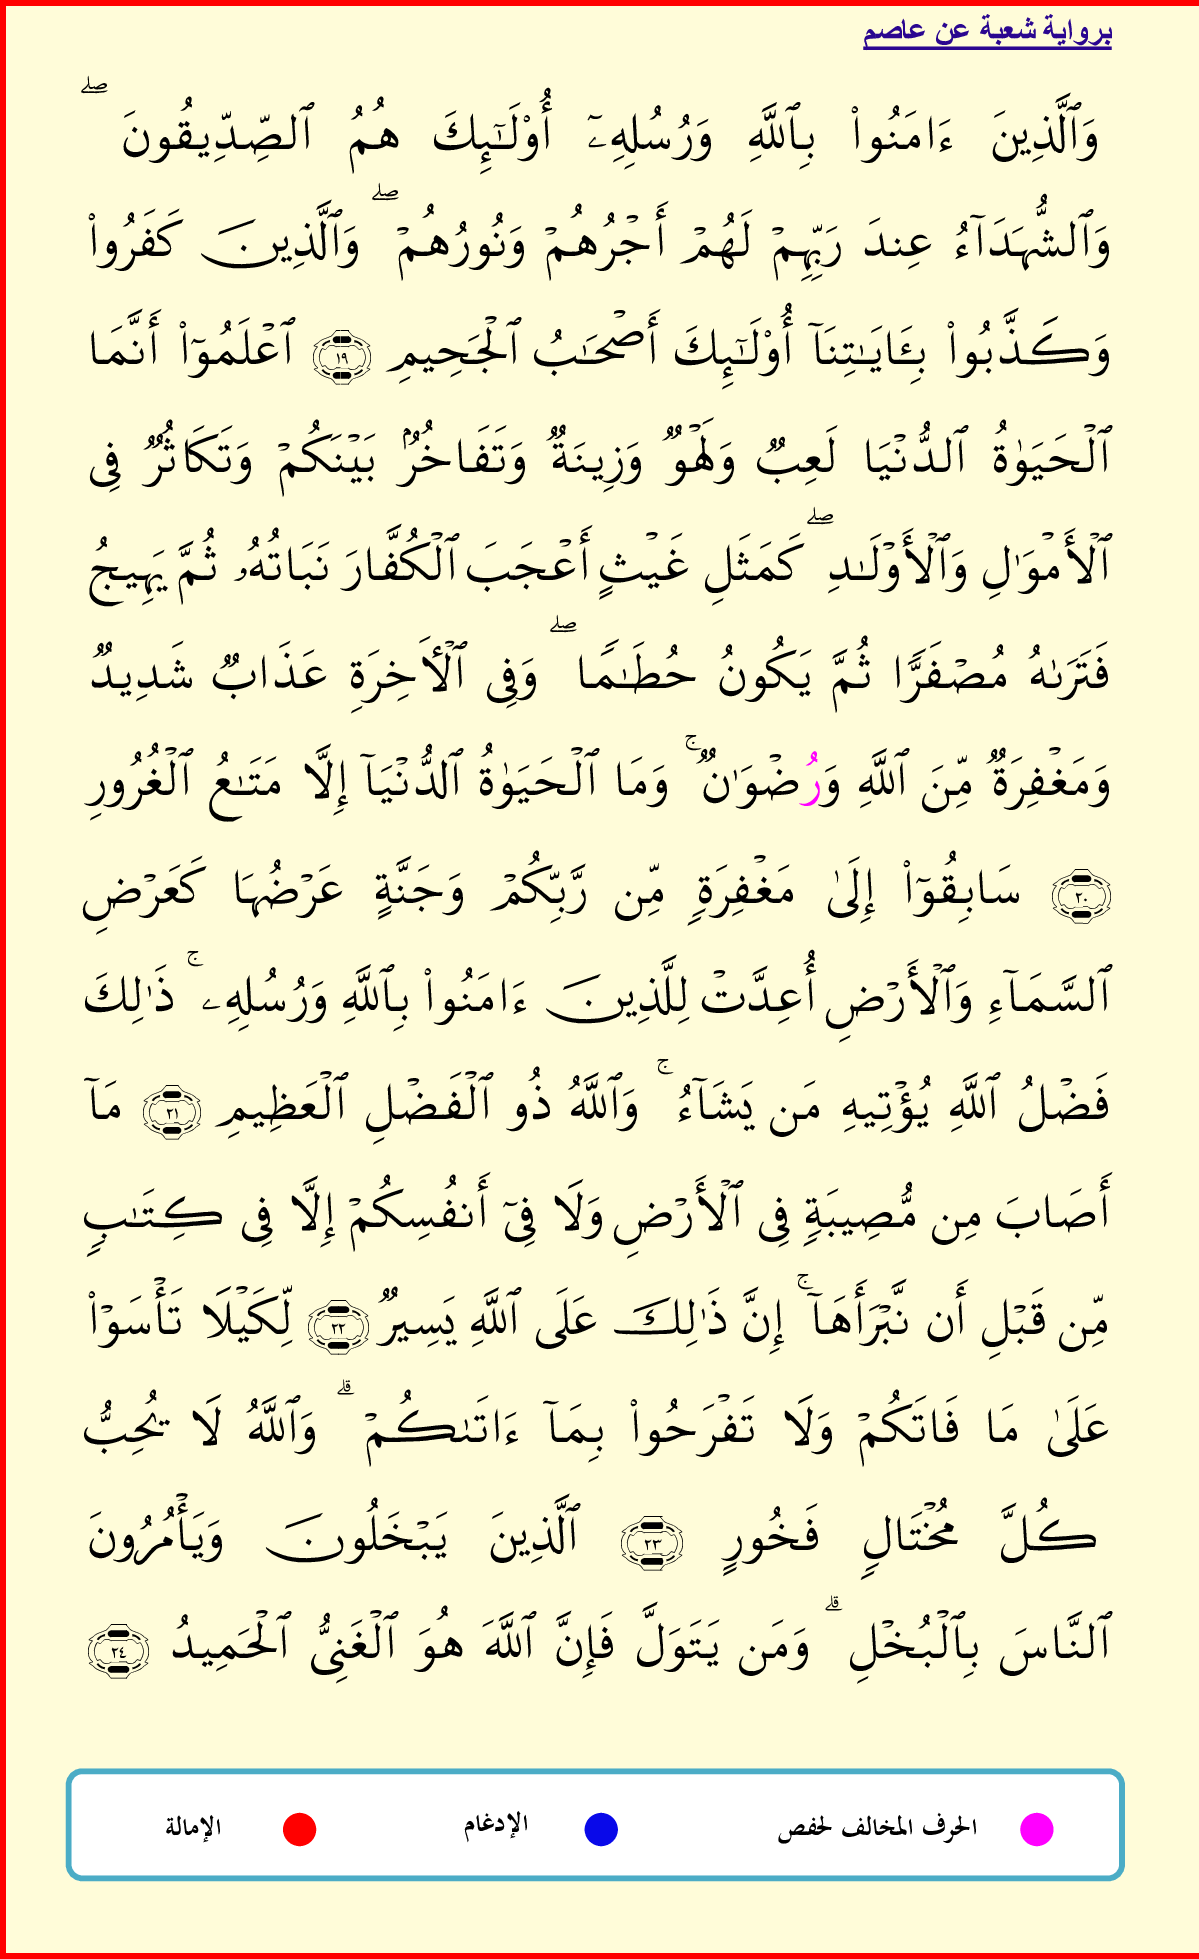 برواية شعبة عن عاصم
وَٱلَّذِينَ ءَامَنُوا۟ بِٱللَّهِ وَرُسُلِهِۦٓ أُو۟لَـٰٓئِكَ هُمُ ٱلصِّدِّيقُونَ ۖ
وَٱلشُّهَدَآءُ عِندَ رَبِّهِمْ لَهُمْ أَجْرُهُمْ وَنُورُهُمْ ۖ وَٱلَّذِينَ كَفَرُوا۟
وَكَذَّبُوا۟ بِـَٔايَـٰتِنَآ أُو۟لَـٰٓئِكَ أَصْحَـٰبُ ٱلْجَحِيمِ ١٩ ٱعْلَمُوٓا۟ أَنَّمَا
ٱلْحَيَوٰةُ ٱلدُّنْيَا لَعِبٌ وَلَهْوٌ وَزِينَةٌ وَتَفَاخُرٌۢ بَيْنَكُمْ وَتَكَاثُرٌ فِى
ٱلْأَمْوَٰلِ وَٱلْأَوْلَـٰدِ ۖ كَمَثَلِ غَيْثٍ أَعْجَبَ ٱلْكُفَّارَ نَبَاتُهُۥ ثُمَّ يَهِيجُ
فَتَرَىٰهُ مُصْفَرًّا ثُمَّ يَكُونُ حُطَـٰمًا ۖ وَفِى ٱلْـَٔاخِرَةِ عَذَابٌ شَدِيدٌ
وَمَغْفِرَةٌ مِّنَ ٱللَّهِ وَرُضْوَٰنٌ ۚ وَمَا ٱلْحَيَوٰةُ ٱلدُّنْيَآ إِلَّا مَتَـٰعُ ٱلْغُرُورِ
٢٠ سَابِقُوٓا۟ إِلَىٰ مَغْفِرَةٍ مِّن رَّبِّكُمْ وَجَنَّةٍ عَرْضُهَا كَعَرْضِ
ٱلسَّمَآءِ وَٱلْأَرْضِ أُعِدَّتْ لِلَّذِينَ ءَامَنُوا۟ بِٱللَّهِ وَرُسُلِهِۦ ۚ ذَٰلِكَ
فَضْلُ ٱللَّهِ يُؤْتِيهِ مَن يَشَآءُ ۚ وَٱللَّهُ ذُو ٱلْفَضْلِ ٱلْعَظِيمِ ٢١ مَآ
أَصَابَ مِن مُّصِيبَةٍ فِى ٱلْأَرْضِ وَلَا فِىٓ أَنفُسِكُمْ إِلَّا فِى كِتَـٰبٍ
مِّن قَبْلِ أَن نَّبْرَأَهَآ ۚ إِنَّ ذَٰلِكَ عَلَى ٱللَّهِ يَسِيرٌ ٢٢ لِّكَيْلَا تَأْسَوْا۟
عَلَىٰ مَا فَاتَكُمْ وَلَا تَفْرَحُوا۟ بِمَآ ءَاتَىٰكُمْ ۗ وَٱللَّهُ لَا يُحِبُّ
كُلَّ مُخْتَالٍ فَخُورٍ ٢٣ ٱلَّذِينَ يَبْخَلُونَ وَيَأْمُرُونَ
ٱلنَّاسَ بِٱلْبُخْلِ ۗ وَمَن يَتَوَلَّ فَإِنَّ ٱللَّهَ هُوَ ٱلْغَنِىُّ ٱلْحَمِيدُ ٢٤
الحرف المخالف لحفص الإدغام الإمالة